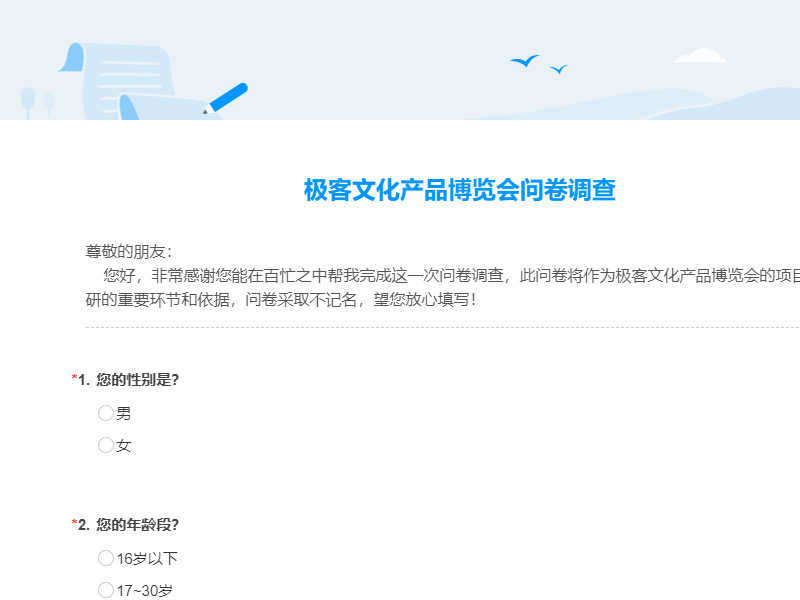 极客文化产品博览会问卷调查
尊敬的朋友：
您好，非常感谢您能在百忙之中帮我完成这一次问卷调查，此问卷将作为极客文化产品博览会的项目
研的重要环节和依据，问卷采取不记名，望您放心填写！
*1. 您的性别是?
男
女
*2. 您的年龄段?
16岁以下
17~30岁